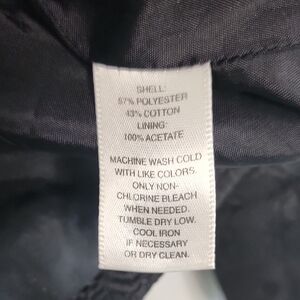 SHELL:
57% POLYESTER
43% COTTON
LINING:
100% ACETATE
MACHINE WASH COLD
WITH LIKE COLORS.
ONLY NON-
CHLORINE BLEACH
WHEN NEEDED.
TUMBLE DRY LOW.
COOL IRON
IF NECESSARY
OR DRY CLEAN.